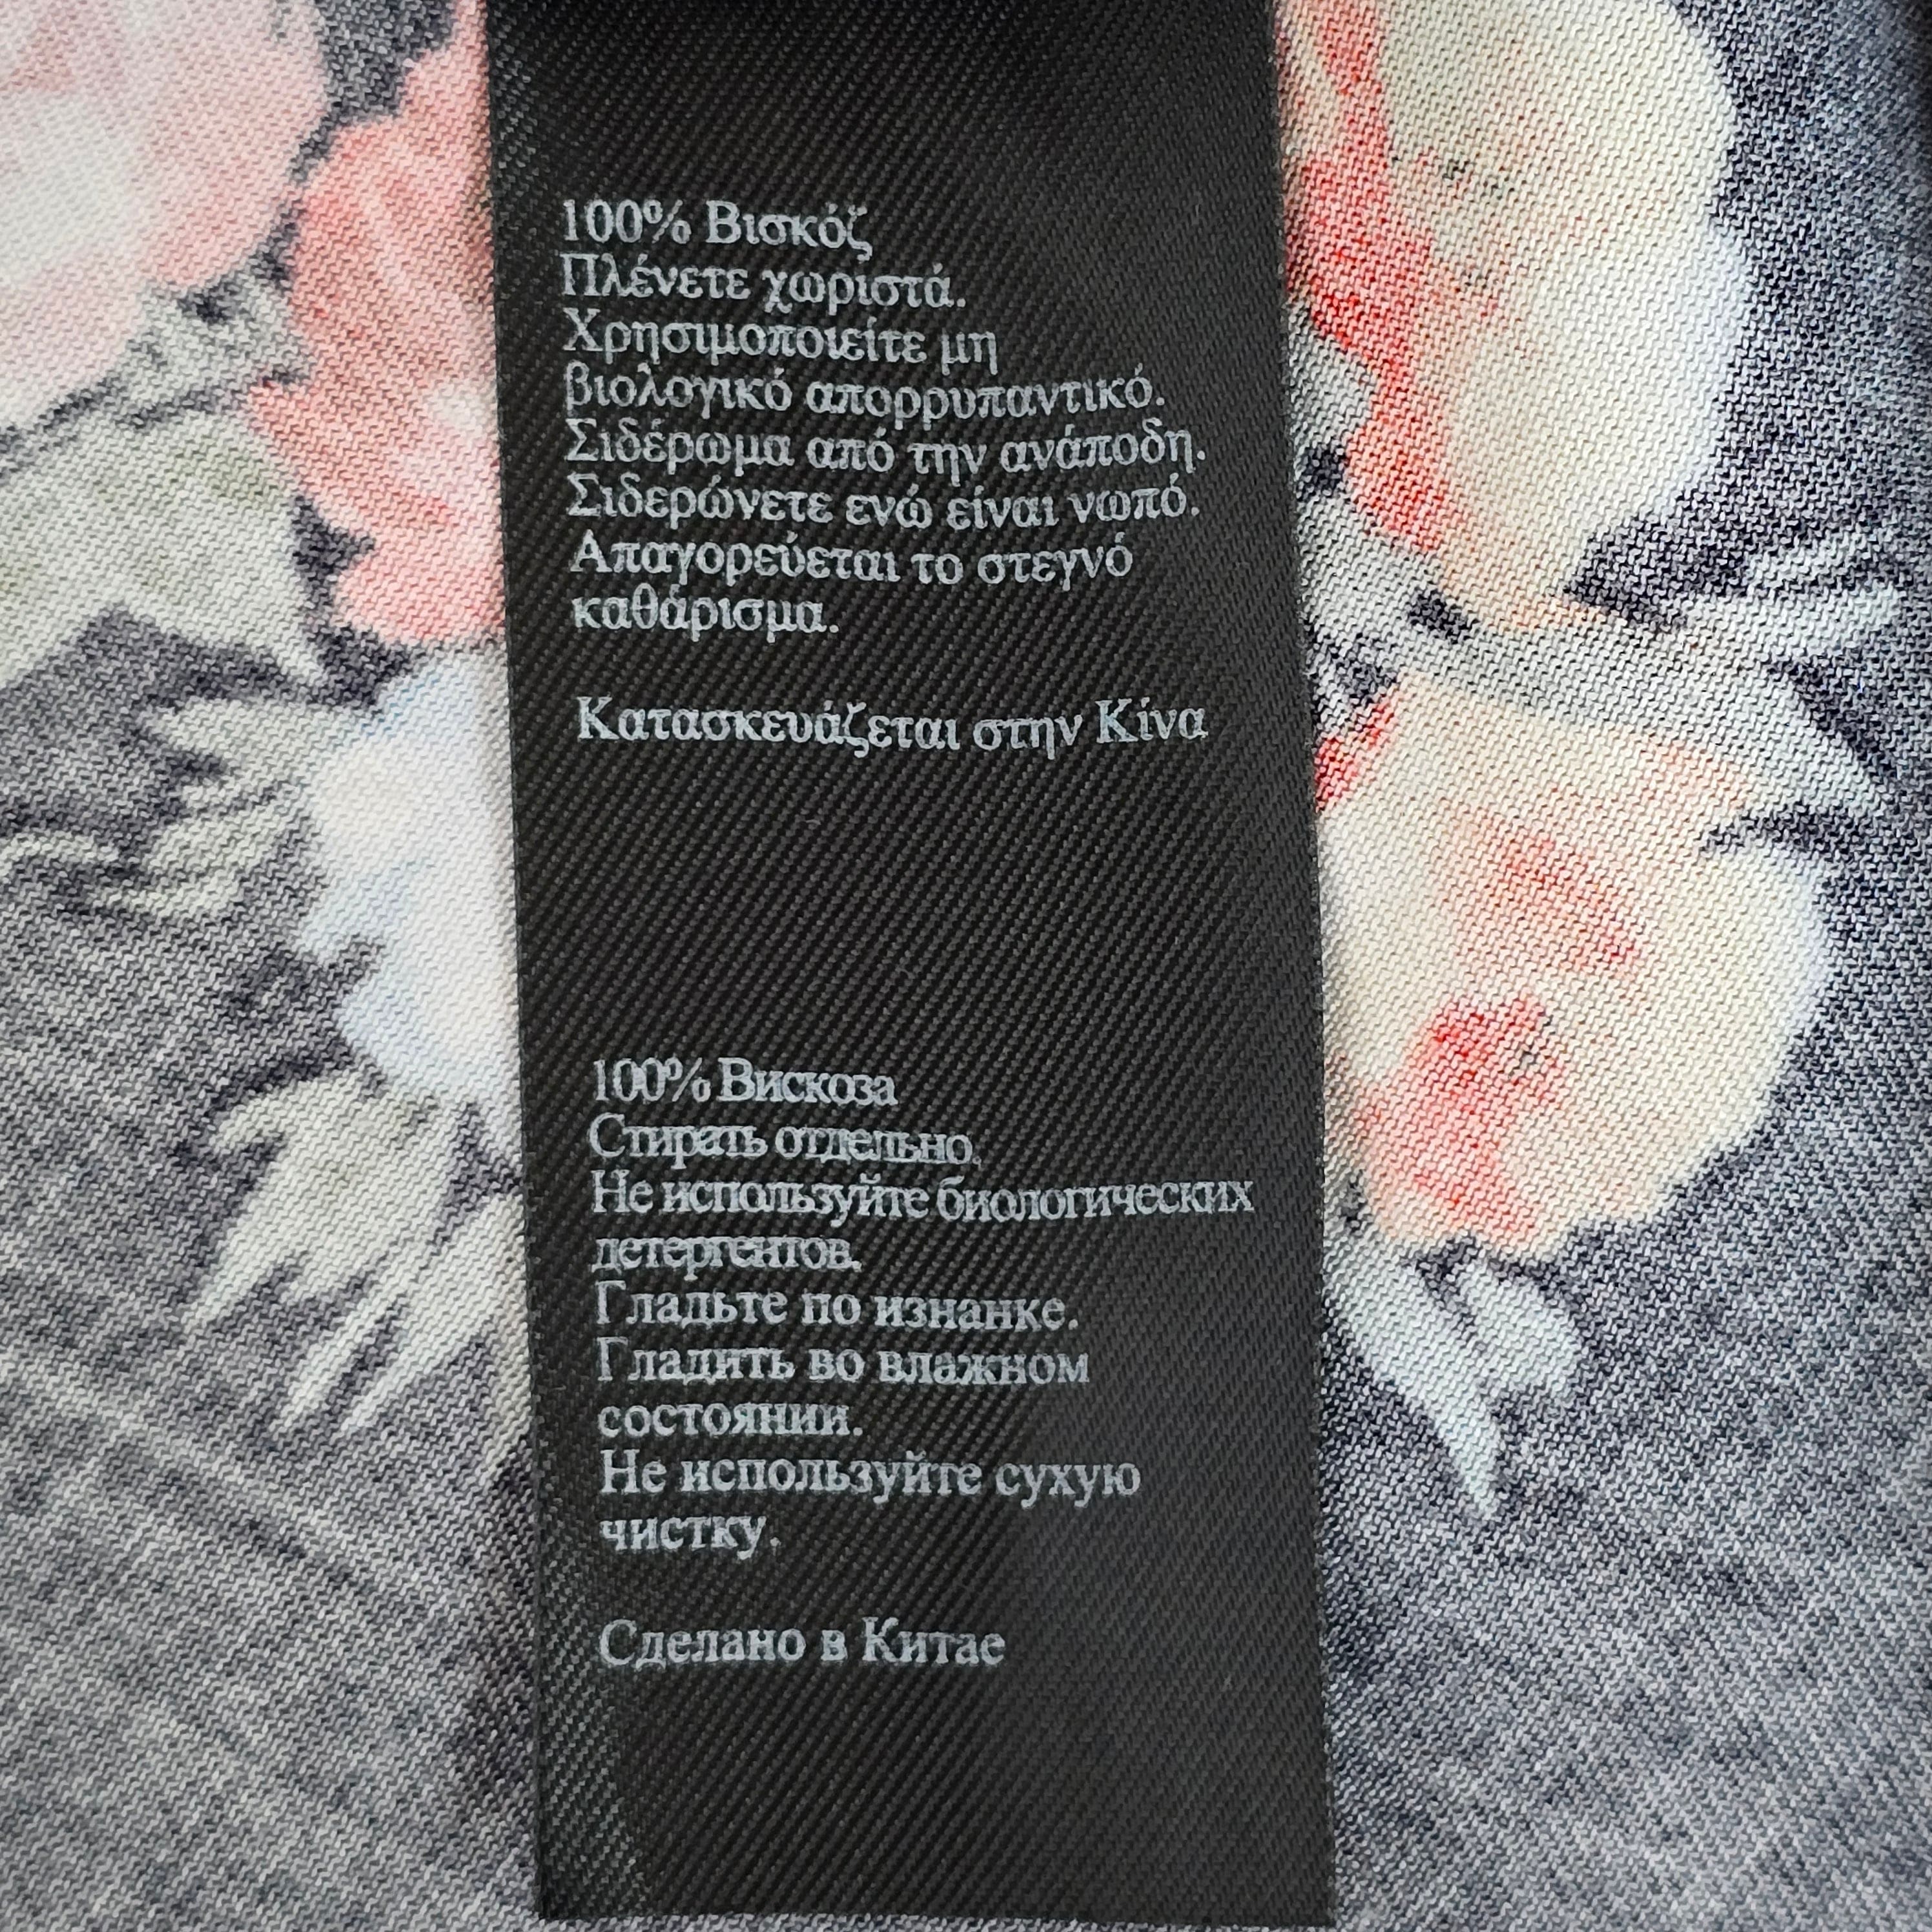 100% Βισκόζ
Πλένετε χωριστά.
Χρησιμοποιείτε μη
βιολογικό απορρυπαντικό.
Σιδέρωμα από την ανάποδη.
Σιδερώνετε ενώ είναι νωπό.
Απαγορεύεται το στεγνό
καθάρισμα.
Κατασκευάζεται στην Κίνα
100% Вискоза
Стирать отдельно.
Не используйте биологических
детергентов.
Гладьте по изнанке.
Гладить во влажном
состоянии.
Не используйте сухую
чистку.
Сделано в Китае